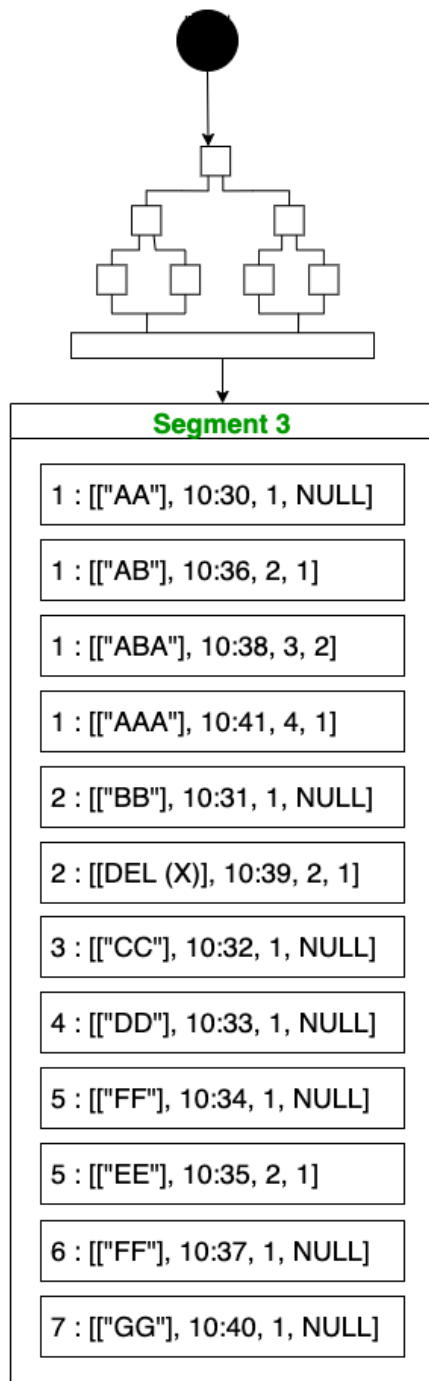 Segment 3
1 : [["AA"], 10:30, 1, NULL]
1 : [["AB"], 10:36, 2, 1]
1 : [["ABA"], 10:38, 3, 2]
1 : [["AAA"], 10:41, 4, 1]
2 : [["BB"], 10:31, 1, NULL]
2 : [[DEL (X)], 10:39, 2, 1]
3 : [["CC"], 10:32, 1, NULL]
4 : [["DD"], 10:33, 1, NULL]
5 : [["FF"], 10:34, 1, NULL]
5 : [["EE"], 10:35, 2, 1]
6 : [["FF"], 10:37, 1, NULL]
7 : [["GG"], 10:40, 1, NULL]